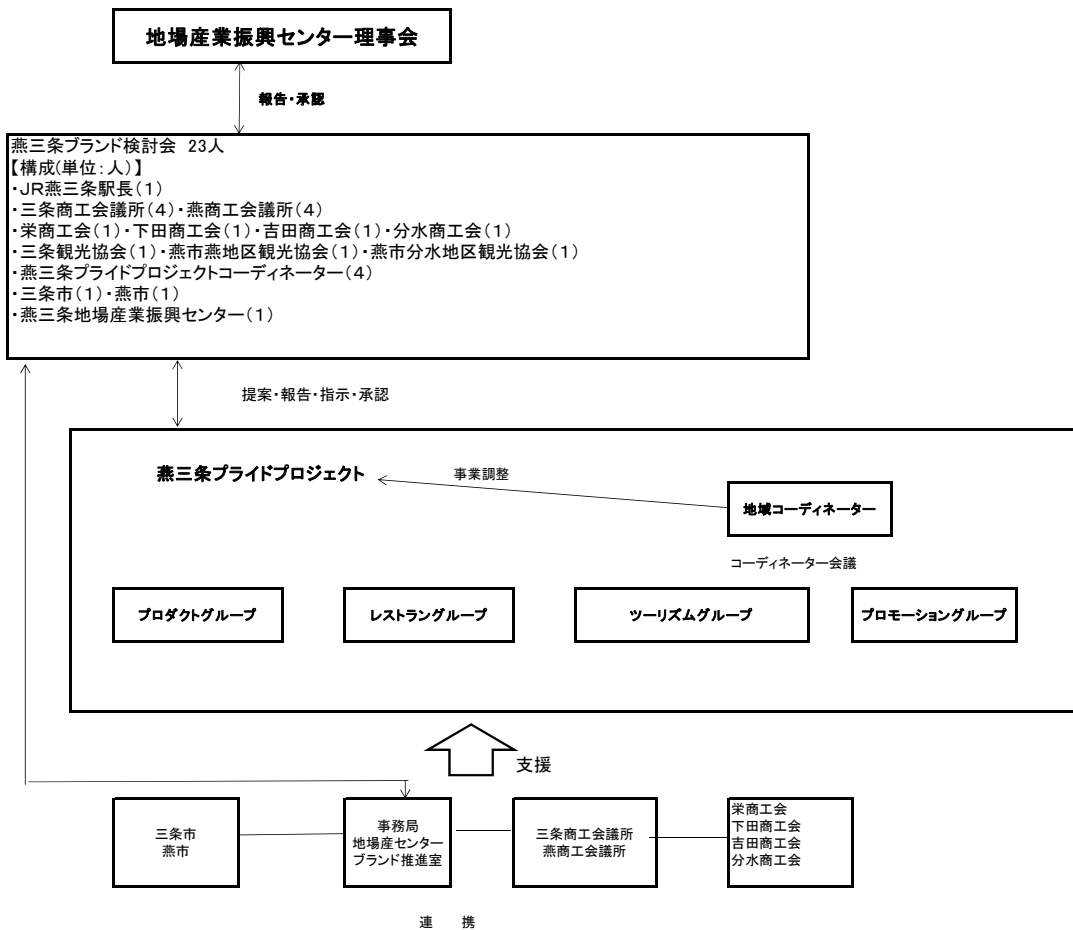 地場産業振興センター理事会
報告・承認
燕三条ブランド検討会 23人
【構成(単位:人)】
・JR燕三条駅長(1)
・三条商工会議所(4)・燕商工会議所(4)
・栄商工会(1)・下田商工会(1)・吉田商工会(1)・分水商工会(1)
・三条観光協会(1)・燕市燕地区観光協会(1)・燕市分水地区観光協会(1)
・燕三条プライドプロジェクトコーディネーター(4)
・三条市(1)・燕市(1)
・燕三条地場産業振興センター(1)
提案・報告・指示・承認
燕三条プライドプロジェクト
事業調整
地域コーディネーター
コーディネーター会議
プロダクトグループ
レストラングループ
ツーリズムグループ
プロモーショングループ
支援
三条市
燕市
事務局
地場産センター
ブランド推進室
三条商工会議所
燕商工会議所
栄商工会
下田商工会
吉田商工会
分水商工会
連 携